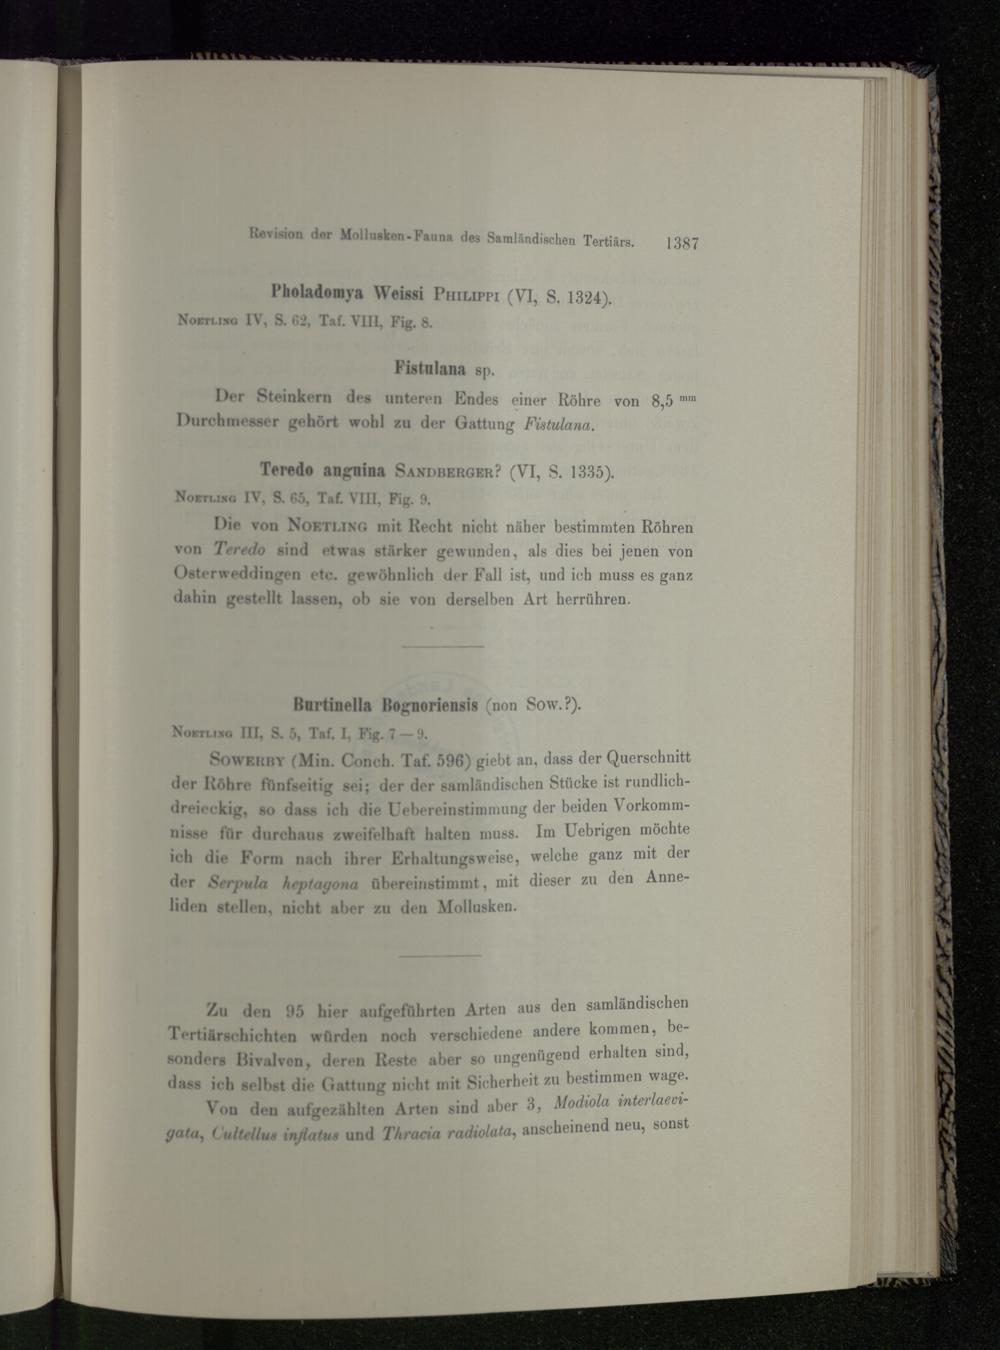 Revision der Mollusken-Fauna des Samländischen Tertiärs. 1387
Pholadomya Weissi Philippi (VI, S. 1324).
Noetling IV, S. 62, Taf. VIII, Fig. 8.
Fistulana sp.
Der Steinkern des unteren Endes einer Röhre von 8,5 mm
Durchmesser gehört wohl zu der Gattung Fistulana.
Teredo anguina Sandberger? (VI, S. 1335).
Noetling IV, S. 65, Taf. VIII, Fig. 9.
Die von Noetling mit Recht nicht näher bestimmten Röhren
von Teredo sind etwas stärker gewunden, als dies bei jenen von
Osterweddingen etc. gewöhnlich der Fall ist, und ich muss es ganz
dahin gestellt lassen, ob sie von derselben Art herrühren.
Burtinella Bognoriensis (non Sow.?).
Noetling III, S. 5, Taf. I, Fig. 7—9.
Sowerby (Min. Conch. Taf. 596) giebt an, dass der Querschnitt
der Röhre fünfseitig sei; der der samländischen Stücke ist rundlich-
dreieckig, so dass ich die Uebereinstimmung der beiden Vorkomm-
nisse für durchaus zweifelhaft halten muss. Im Uebrigen möchte
ich die Form nach ihrer Erhaltungsweise, welche ganz mit der
der Serpula heptagona übereinstimmt, mit dieser zu den Anne-
liden stellen, nicht aber zu den Mollusken.
Zu den 95 hier aufgeführten Arten aus den samländischen
Tertiärschichten würden noch verschiedene andere kommen, be-
sonders Bivalven, deren Reste aber so ungenügend erhalten sind,
dass ich selbst die Gattung nicht mit Sicherheit zu bestimmen wage.
Von den aufgezählten Arten sind aber 3, Modiola interlaevi-
gata, Cultellus inflatus und Thracia radiolata, anscheinend neu, sonst